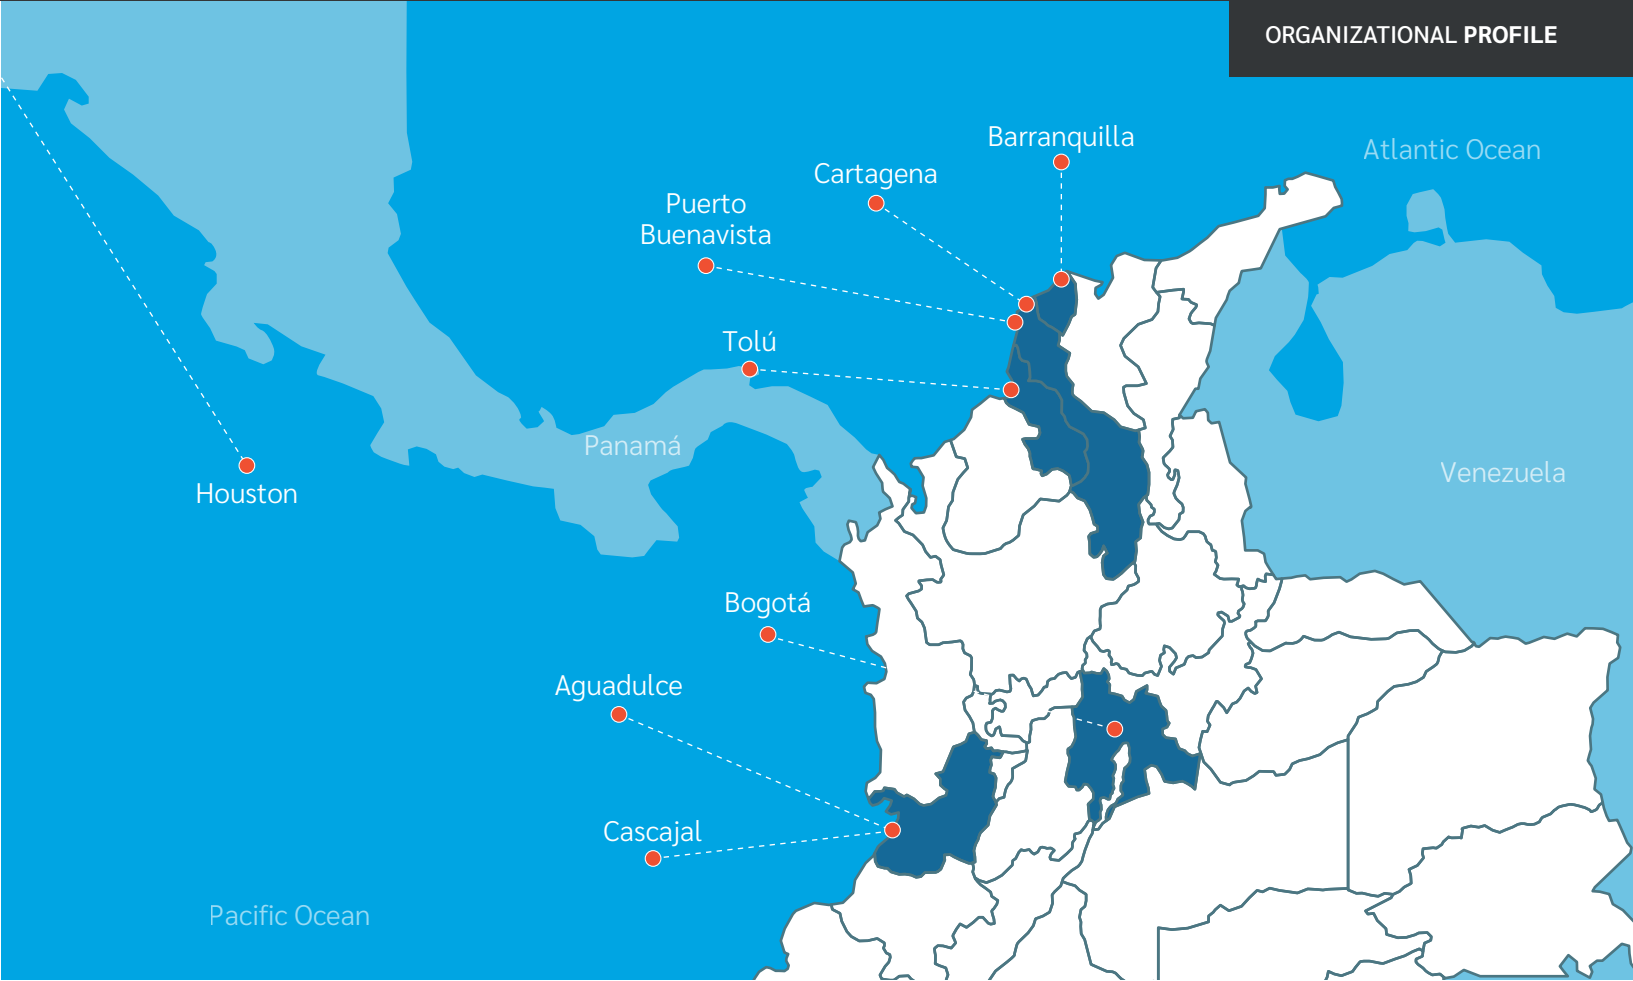 ORGANIZATIONAL PROFILE
Barranquilla
Atlantic Ocean
Cartagena
Puerto
Buenavista
Tolú
Panamá
Venezuela
Houston
Bogotá
Aguadulce
Cascajal
Pacific Ocean